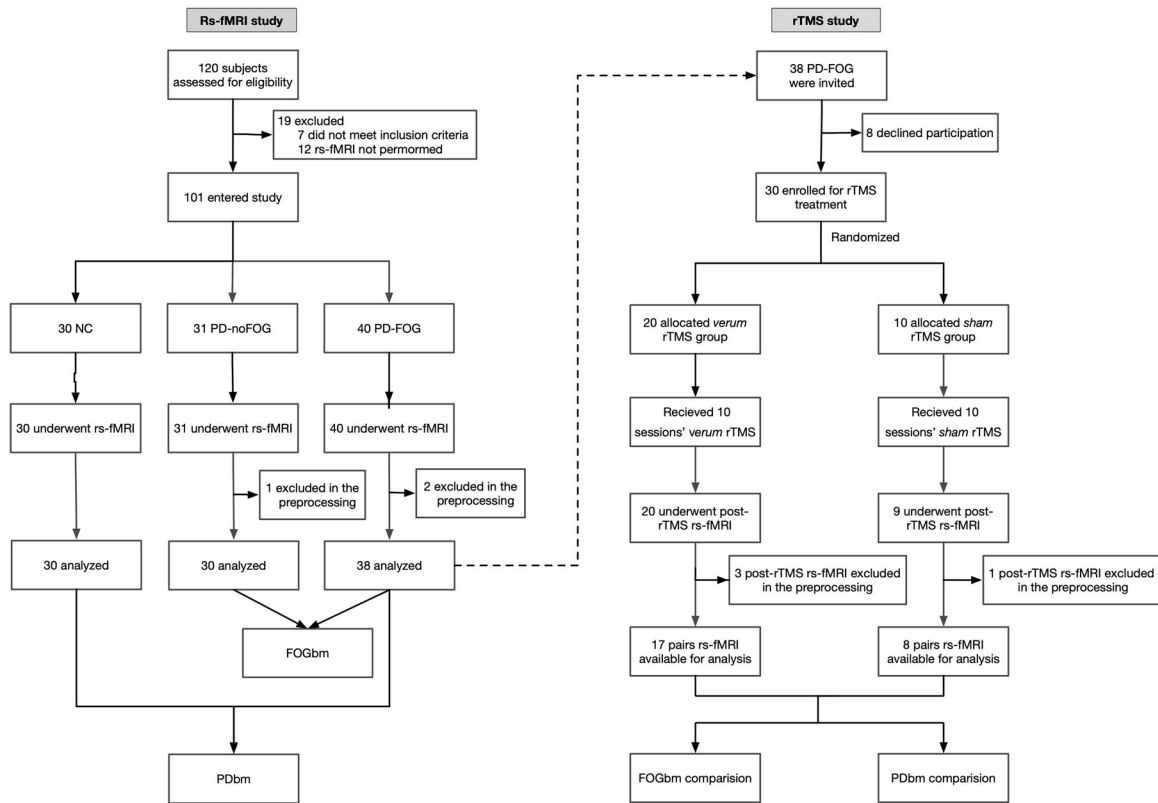 Rs-fMRI study
120 subjects
assessed for eligibility
19 excluded
7 did not meet inclusion criteria
12 rs-fMRI not permormed
101 entered study
30 NC
31 PD-noFOG
40 PD-FOG
30 underwent rs-fMRI
31 underwent rs-fMRI
40 underwent rs-fMRI
1 excluded in the
preprocessing
2 excluded in the
preprocessing
30 analyzed
30 analyzed
38 analyzed
FOGbm
PDbm
rTMS study
38 PD-FOG
were invited
8 declined participation
30 enrolled for rTMS
treatment
Randomized
20 allocated verum
rTMS group
10 allocated sham
rTMS group
Recieved 10
sessions' verum rTMS
Recieved 10
sessions' sham rTMS
20 underwent post-
rTMS rs-fMRI
9 underwent post-
rTMS rs-fMRI
3 post-rTMS rs-fMRI excluded
in the preprocessing
1 post-rTMS rs-fMRI excluded
in the preprocessing
17 pairs rs-fMRI
available for analysis
8 pairs rs-fMRI
available for analysis
FOGbm comparision
PDbm comparision